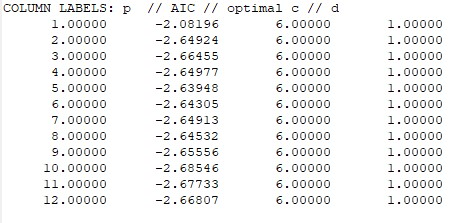 COLUMN LABELS: p // AIC // optimal c // d
1.00000 -2.08196 6.00000 1.00000
2.00000 -2.64924 6.00000 1.00000
3.00000 -2.66455 6.00000 1.00000
4.00000 -2.64977 6.00000 1.00000
5.00000 -2.63948 6.00000 1.00000
6.00000 -2.64305 6.00000 1.00000
7.00000 -2.64913 6.00000 1.00000
8.00000 -2.64532 6.00000 1.00000
9.00000 -2.65556 6.00000 1.00000
10.00000 -2.68546 6.00000 1.00000
11.00000 -2.67733 6.00000 1.00000
12.00000 -2.66807 6.00000 1.00000